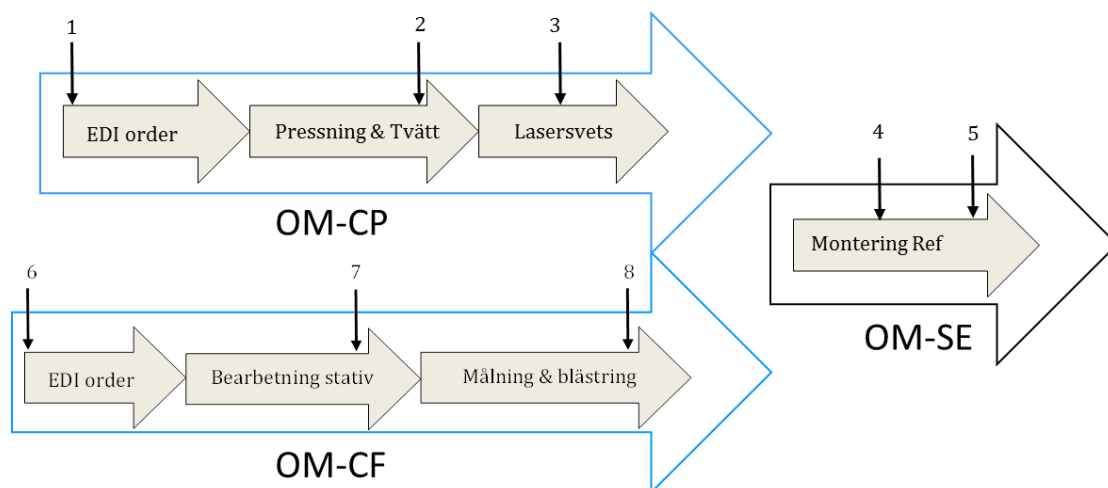 1
2
3
EDI order
Pressning & Tvätt
Lasersvets
OM-CP
4
5
Montering Ref
OM-SE
6
7
8
EDI order
Bearbetning stativ
Målning & blästring
OM-CF